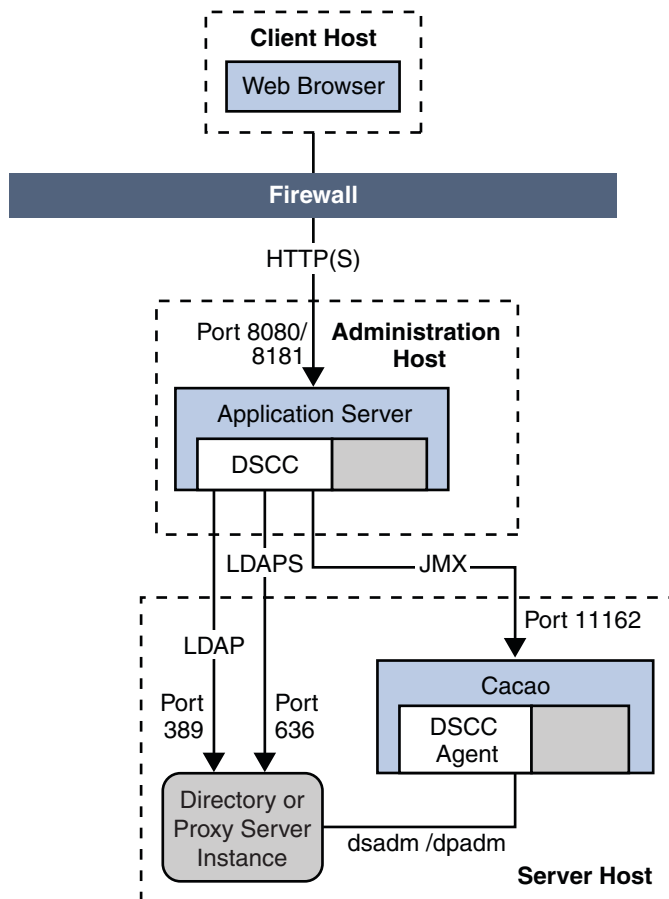 Client Host
Web Browser
Firewall
HTTP(S)
Port 8080/
8181
Administration
Host
Application Server
DSCC
LDAPS
JMX
LDAP
Port 11162
Port
389
Port
636
Cacao
DSCC
Agent
Directory or
Proxy Server
Instance
dsadm /dpadm
Server Host